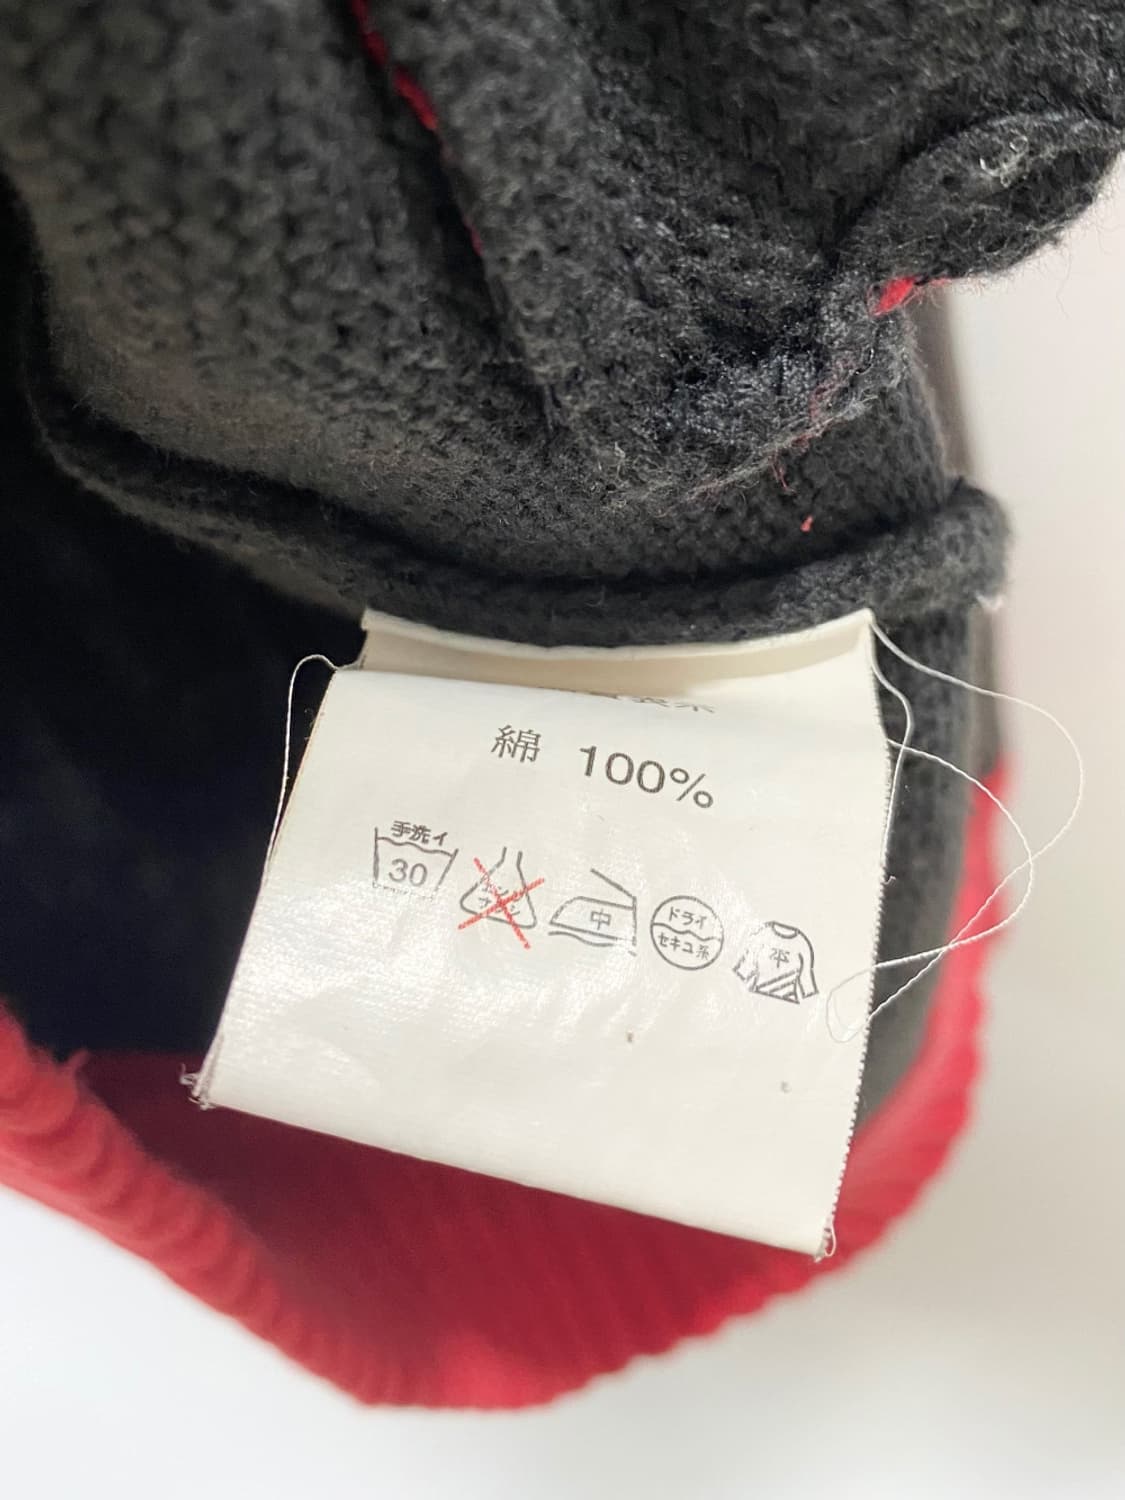 綿 100%
手洗イ
30
中
ドライ
セキユ系
平